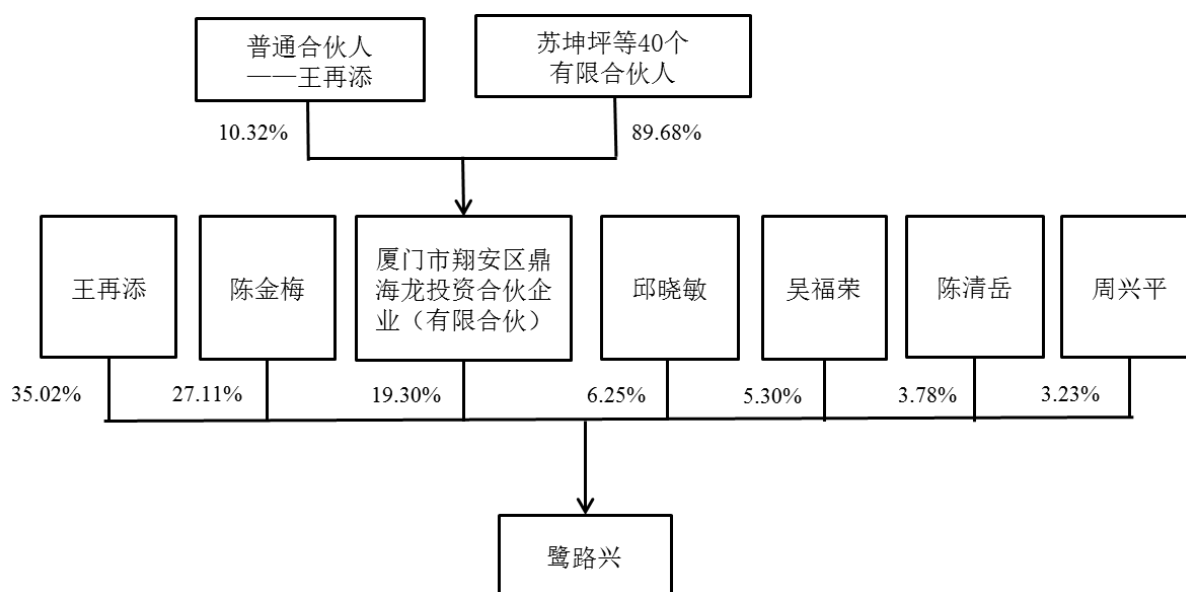 普通合伙人
——王再添
苏坤坪等40个
有限合伙人
10.32%
89.68%
王再添
陈金梅
厦门市翔安区鼎
海龙投资合伙企
业（有限合伙）
邱晓敏
吴福荣
陈清岳
周兴平
35.02%
27.11%
19.30%
6.25%
5.30%
3.78%
3.23%
鹭路兴